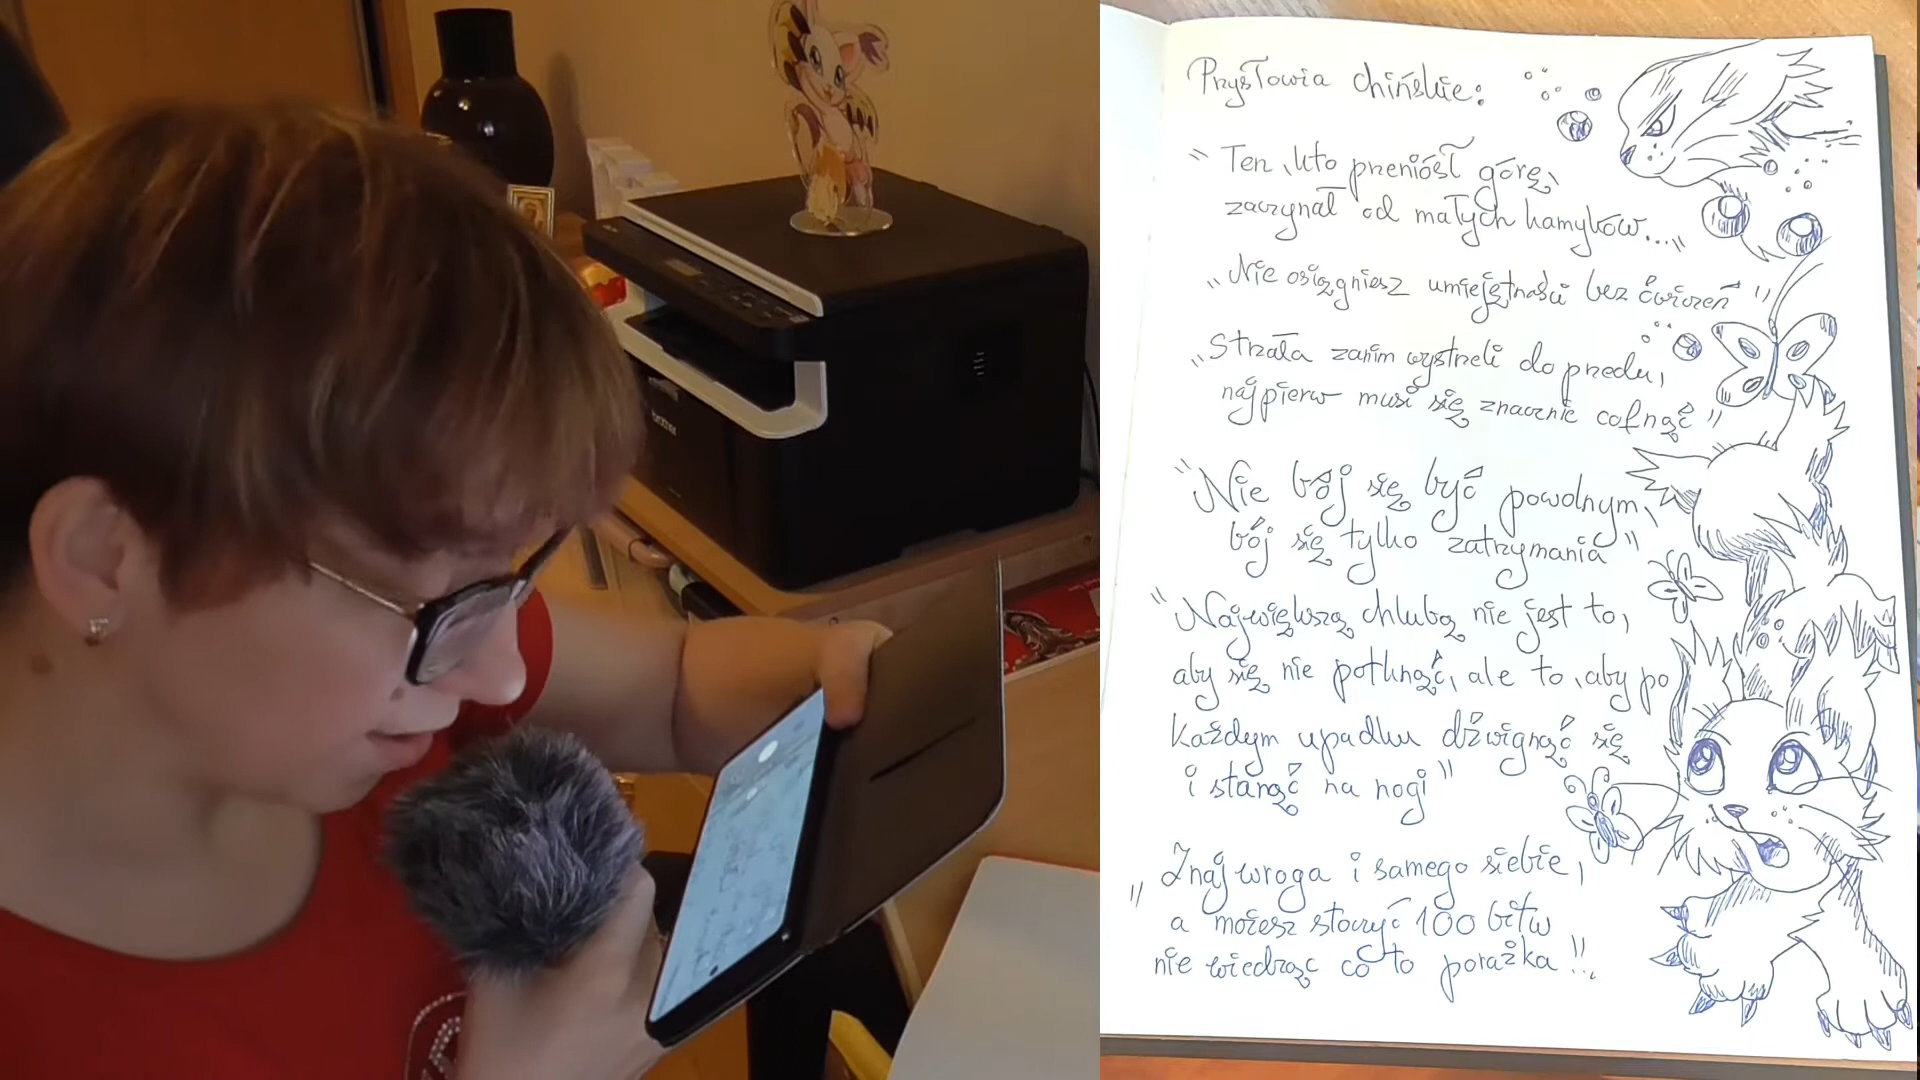 brother
Przysłowia chińskie:
"Ten, kto przeniósł górę,
zaczynał od małych kamyków..."
"Nie osiągniesz umiejętności bez ćwiczeń"
"Strzała zanim wystrzeli do przodu,
najpierw musi się znacznie cofnąć"
"Nie bój się być powolnym,
bój się tylko zatrzymania"
"Największą chlubą nie jest to,
aby się nie potknąć, ale to, aby po
każdym upadku dźwignąć się
i stanąć na nogi"
"Znaj wroga i samego siebie,
a możesz stoczyć 100 bitw
nie wiedząc co to porażka!!"